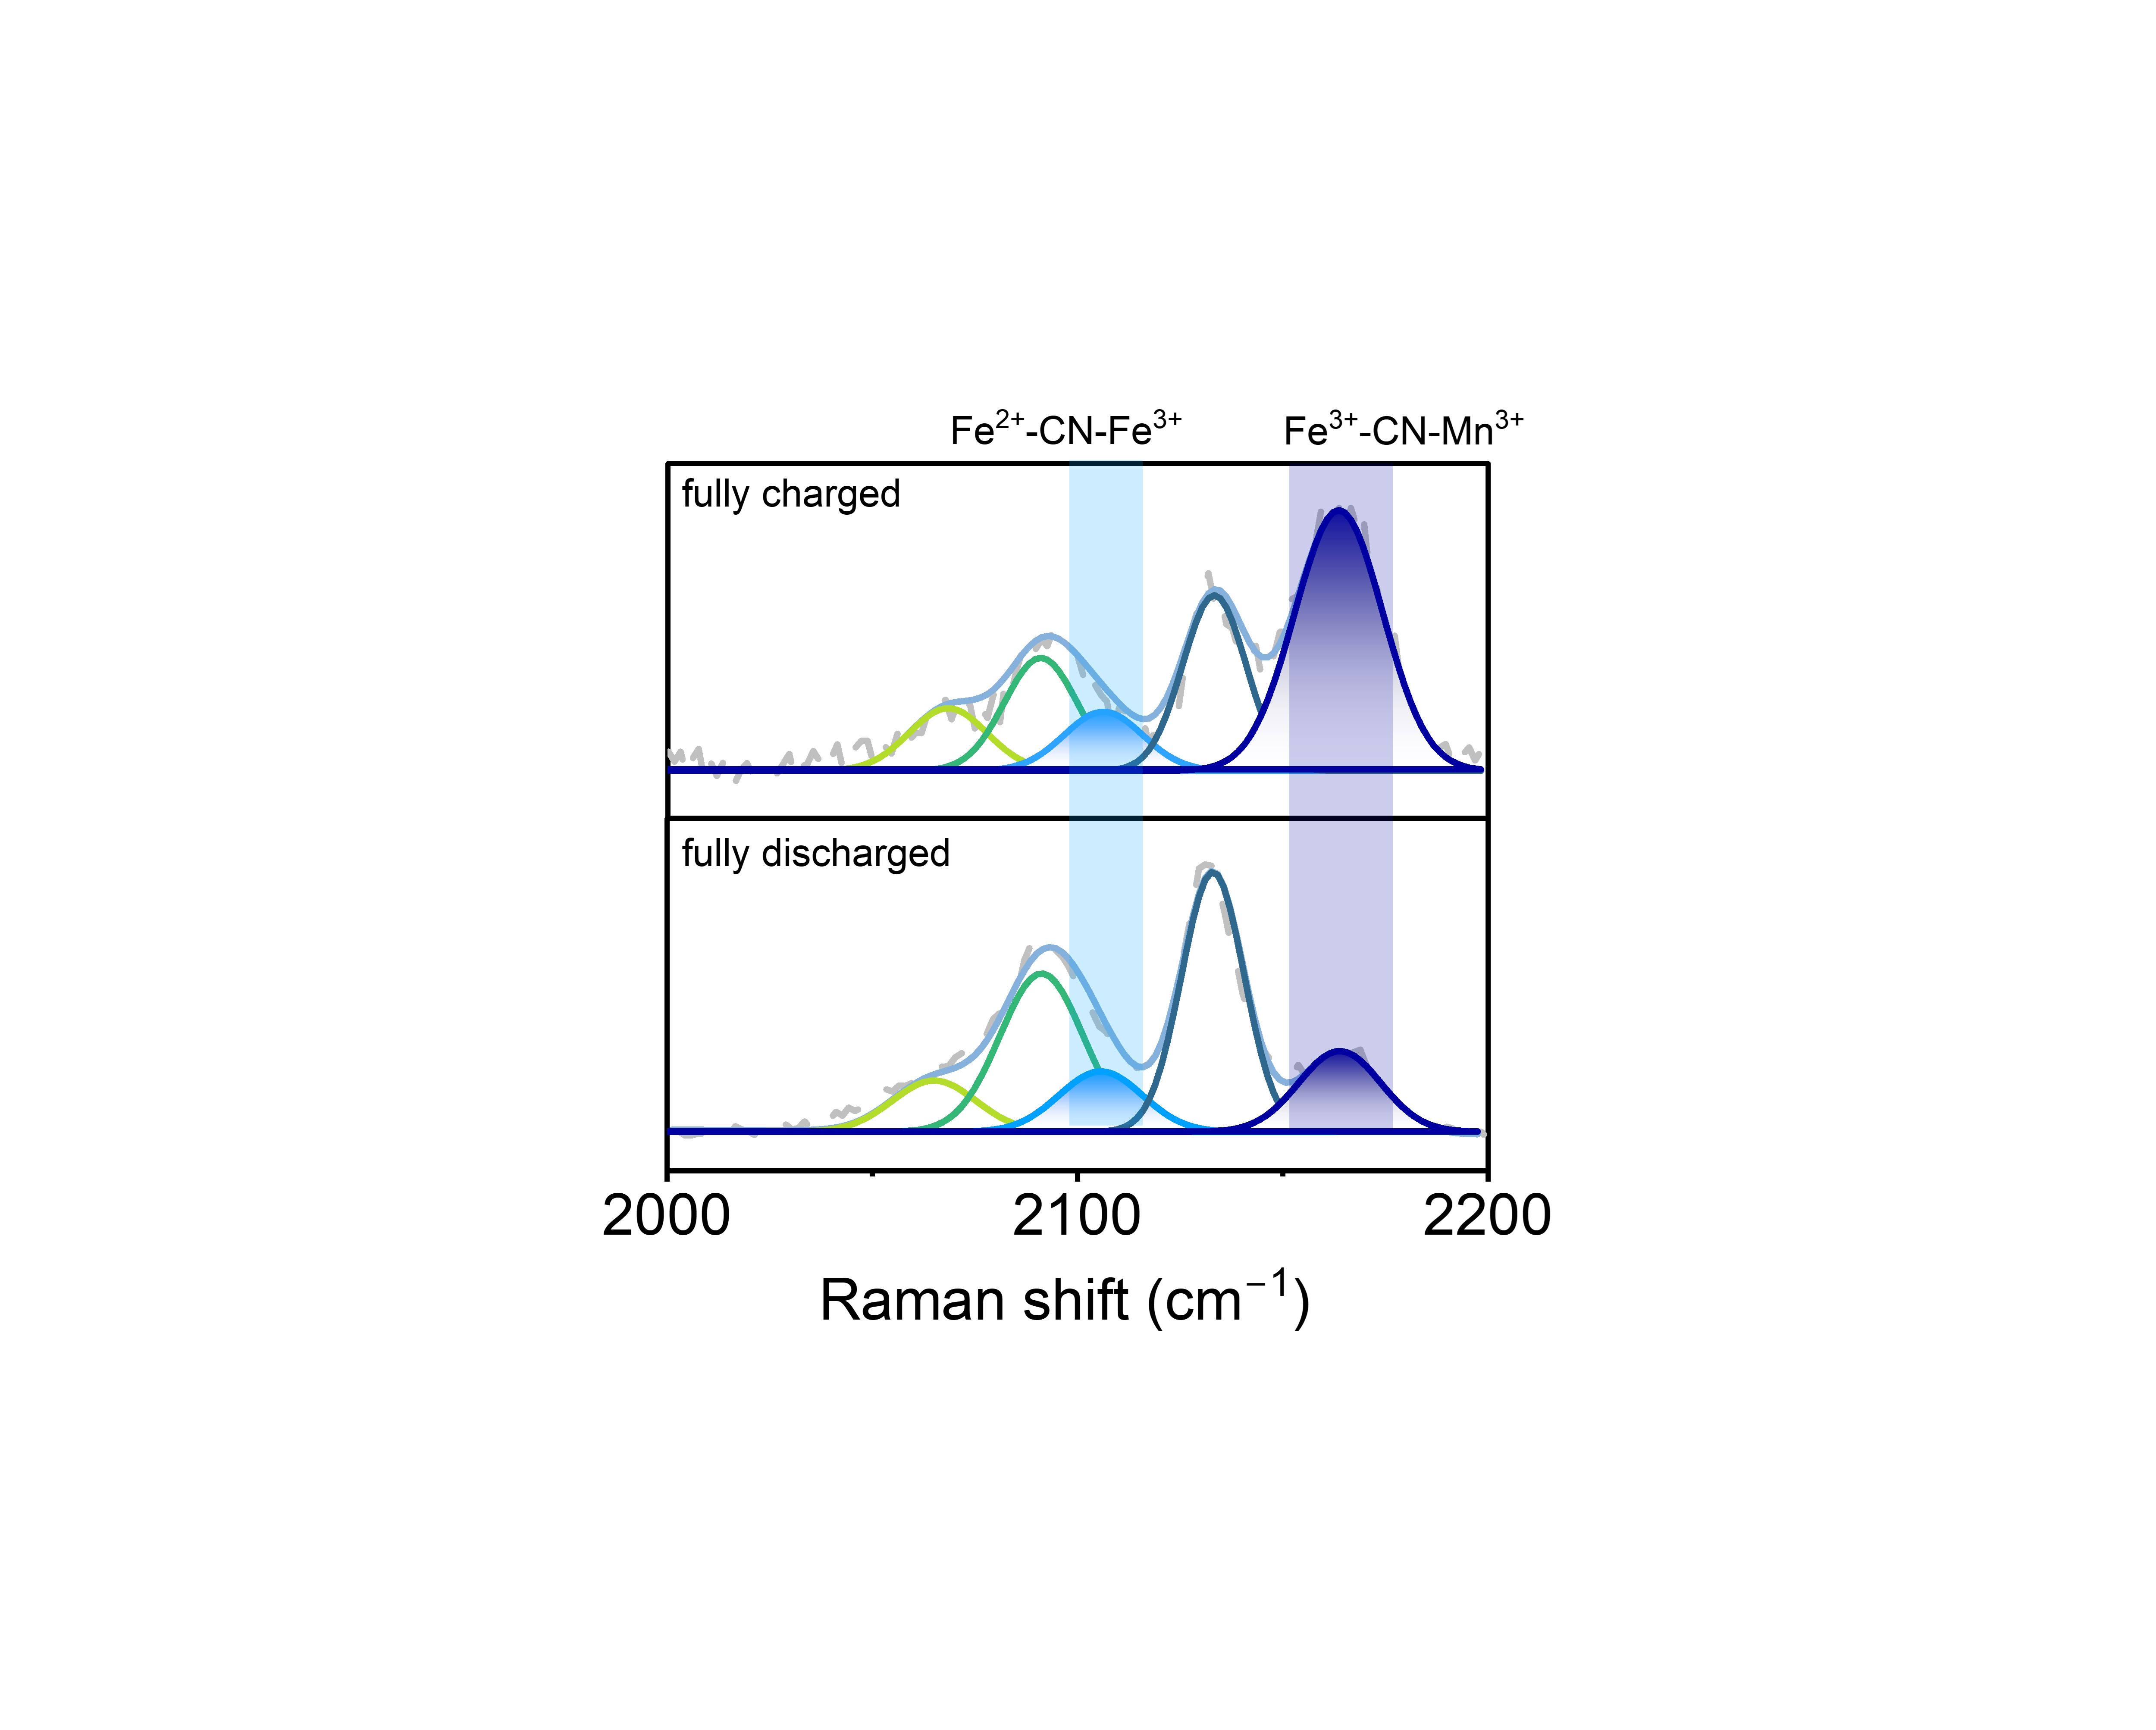 Fe²⁺-CN-Fe³⁺ Fe³⁺-CN-Mn³⁺
fully charged
fully discharged
2000 2100 2200
Raman shift (cm⁻¹)